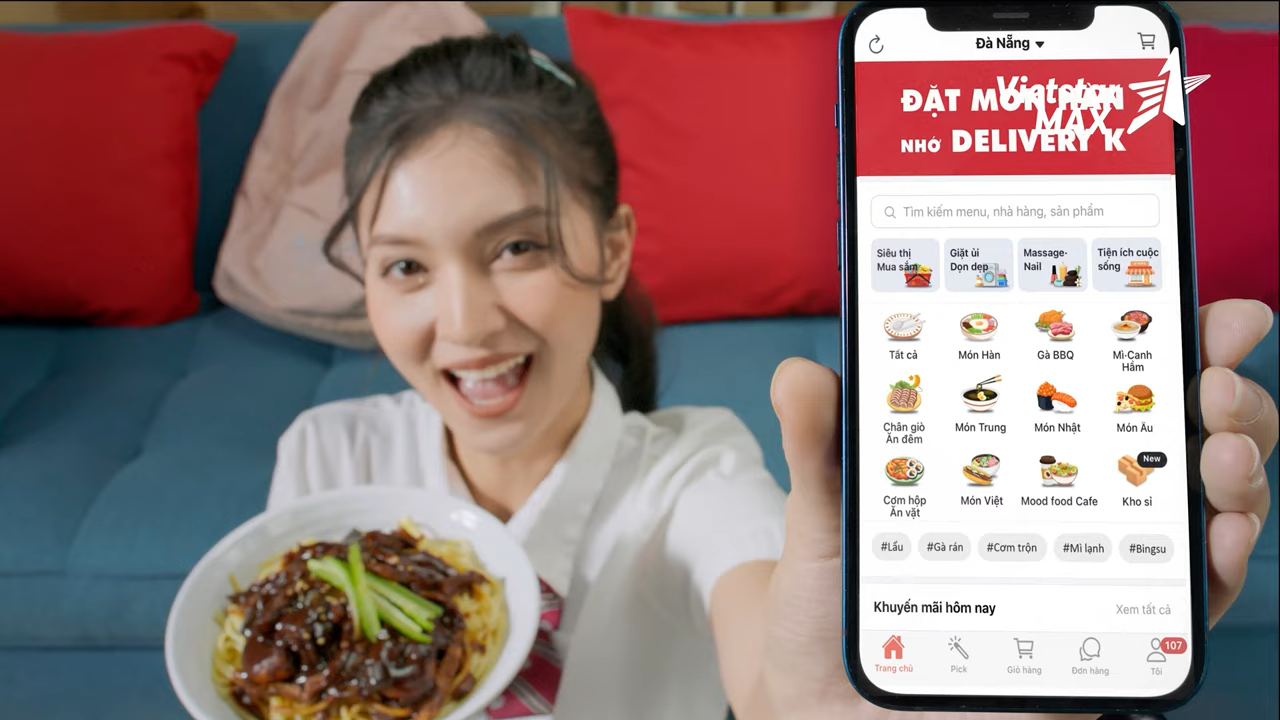 Đà Nẵng
Vietstar
MAX
ĐẶT MÓN HÀN
NHỚ DELIVERY K
Tìm kiếm menu, nhà hàng, sản phẩm
Siêu thị
Mua sắm
Giặt ủi
Dọn dẹp
Massage-
Nail
Tiện ích cuộc
sống
Tất cả
Món Hàn
Gà BBQ
Mì·Canh
Hầm
Chân giò
Ăn đêm
Món Trung
Món Nhật
Món Âu
Cơm hộp
Ăn vặt
Món Việt
Mood food Cafe
New
Kho sỉ
#Lẩu
#Gà rán
#Cơm trộn
#Mì lạnh
#Bingsu
Khuyến mãi hôm nay
Xem tất cả
Trang chủ
Pick
Giỏ hàng
Đơn hàng
107
Tôi